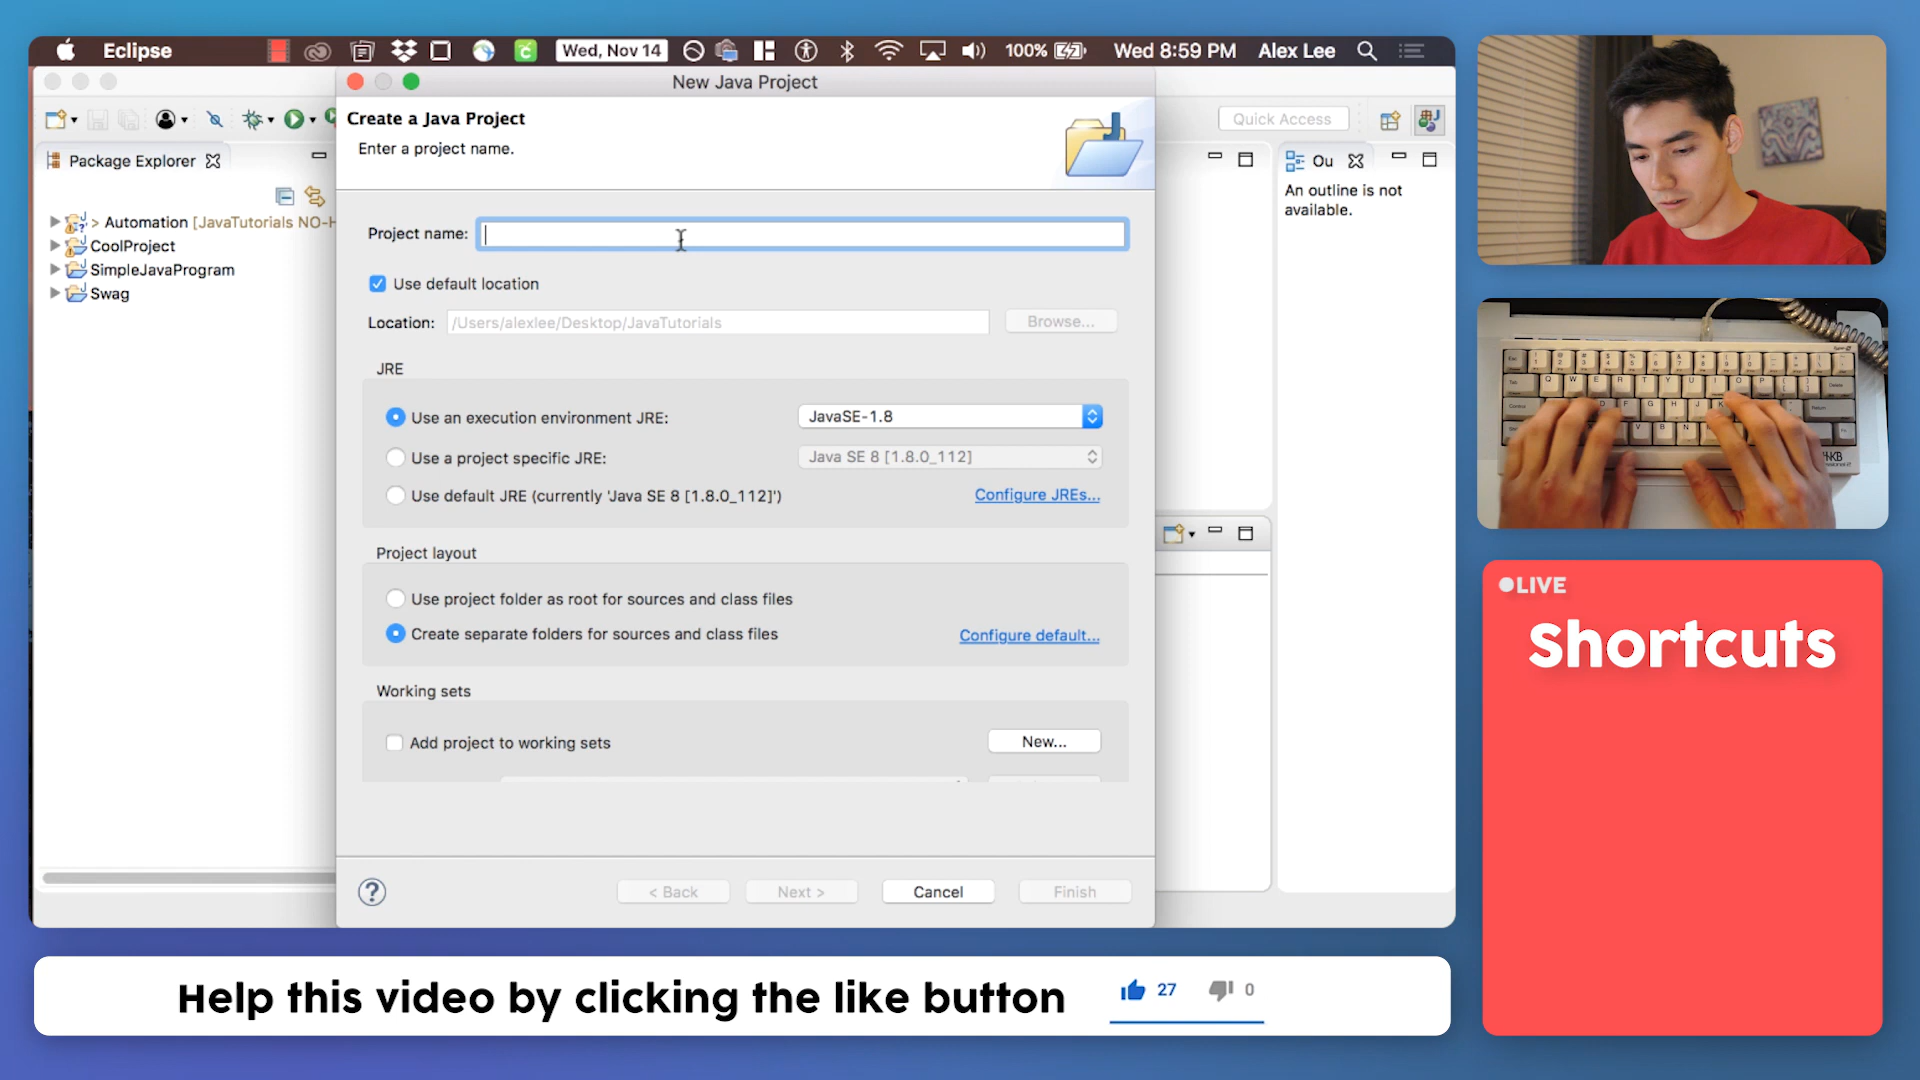 Eclipse
Wed, Nov 14
100%
Wed 8:59 PM
Alex Lee
New Java Project
Create a Java Project
Enter a project name.
Quick Access
Package Explorer
> Automation [JavaTutorials NO-H
CoolProject
SimpleJavaProgram
Swag
Ou
An outline is not
available.
Project name:
Use default location
Location: /Users/alexlee/Desktop/JavaTutorials Browse...
JRE
Use an execution environment JRE: JavaSE-1.8
Use a project specific JRE: Java SE 8 [1.8.0_112]
Use default JRE (currently 'Java SE 8 [1.8.0_112]') Configure JREs...
Project layout
Use project folder as root for sources and class files
Create separate folders for sources and class files Configure default...
Working sets
Add project to working sets New...
< Back Next > Cancel Finish
LIVE
Shortcuts
Help this video by clicking the like button 27 0